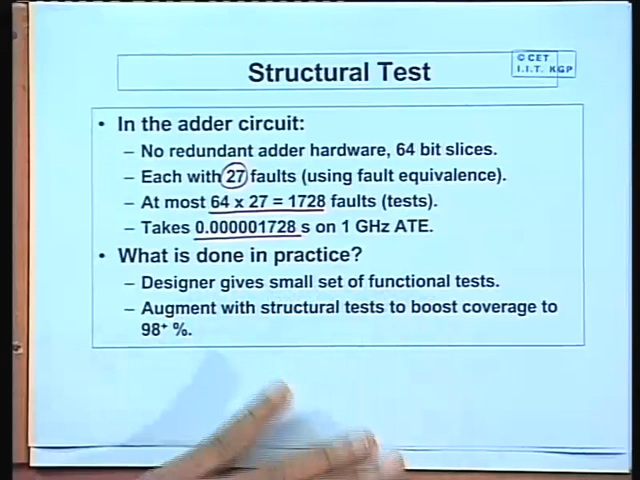 Structural Test
© CET
I.I.T. KGP
• In the adder circuit:
– No redundant adder hardware, 64 bit slices.
– Each with 27 faults (using fault equivalence).
– At most 64 x 27 = 1728 faults (tests).
– Takes 0.000001728 s on 1 GHz ATE.
• What is done in practice?
– Designer gives small set of functional tests.
– Augment with structural tests to boost coverage to
98⁺ %.